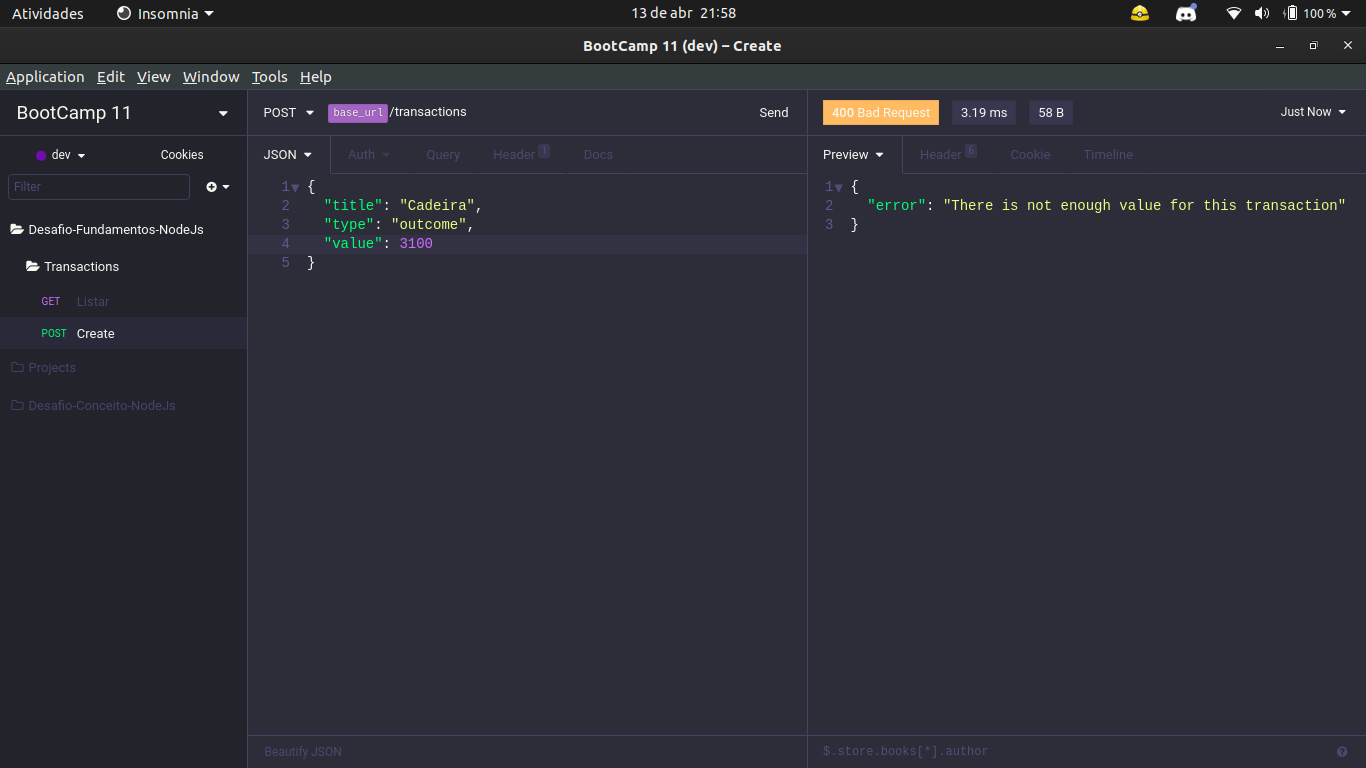 Atividades Insomnia 13 de abr 21:58 100 %
BootCamp 11 (dev) – Create
Application Edit View Window Tools Help
BootCamp 11
dev Cookies
Filter
Desafio-Fundamentos-NodeJs
Transactions
GET Listar
POST Create
Projects
Desafio-Conceito-NodeJs
POST base_url /transactions Send
JSON Auth Query Header 1 Docs
1 {
2 "title": "Cadeira",
3 "type": "outcome",
4 "value": 3100
5 }
Beautify JSON
400 Bad Request 3.19 ms 58 B Just Now
Preview Header 6 Cookie Timeline
1 {
2 "error": "There is not enough value for this transaction"
3 }
$.store.books[*].author